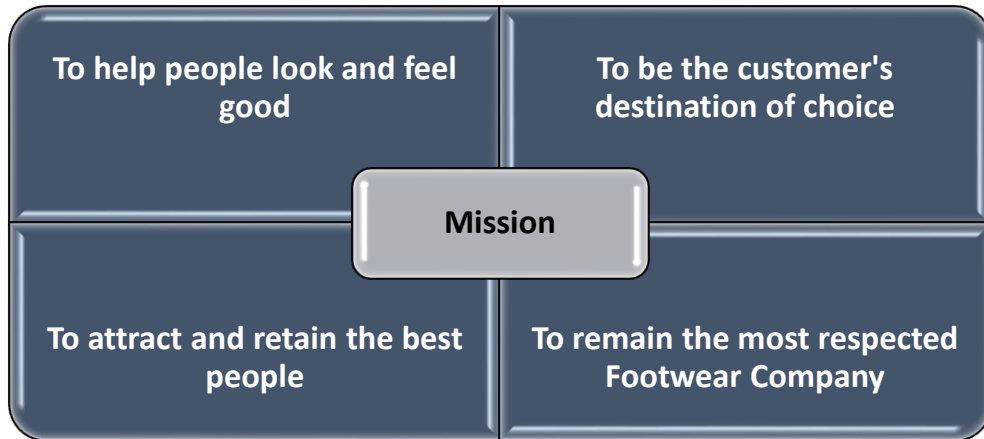 To help people look and feel
good
To be the customer's
destination of choice
Mission
To attract and retain the best
people
To remain the most respected
Footwear Company